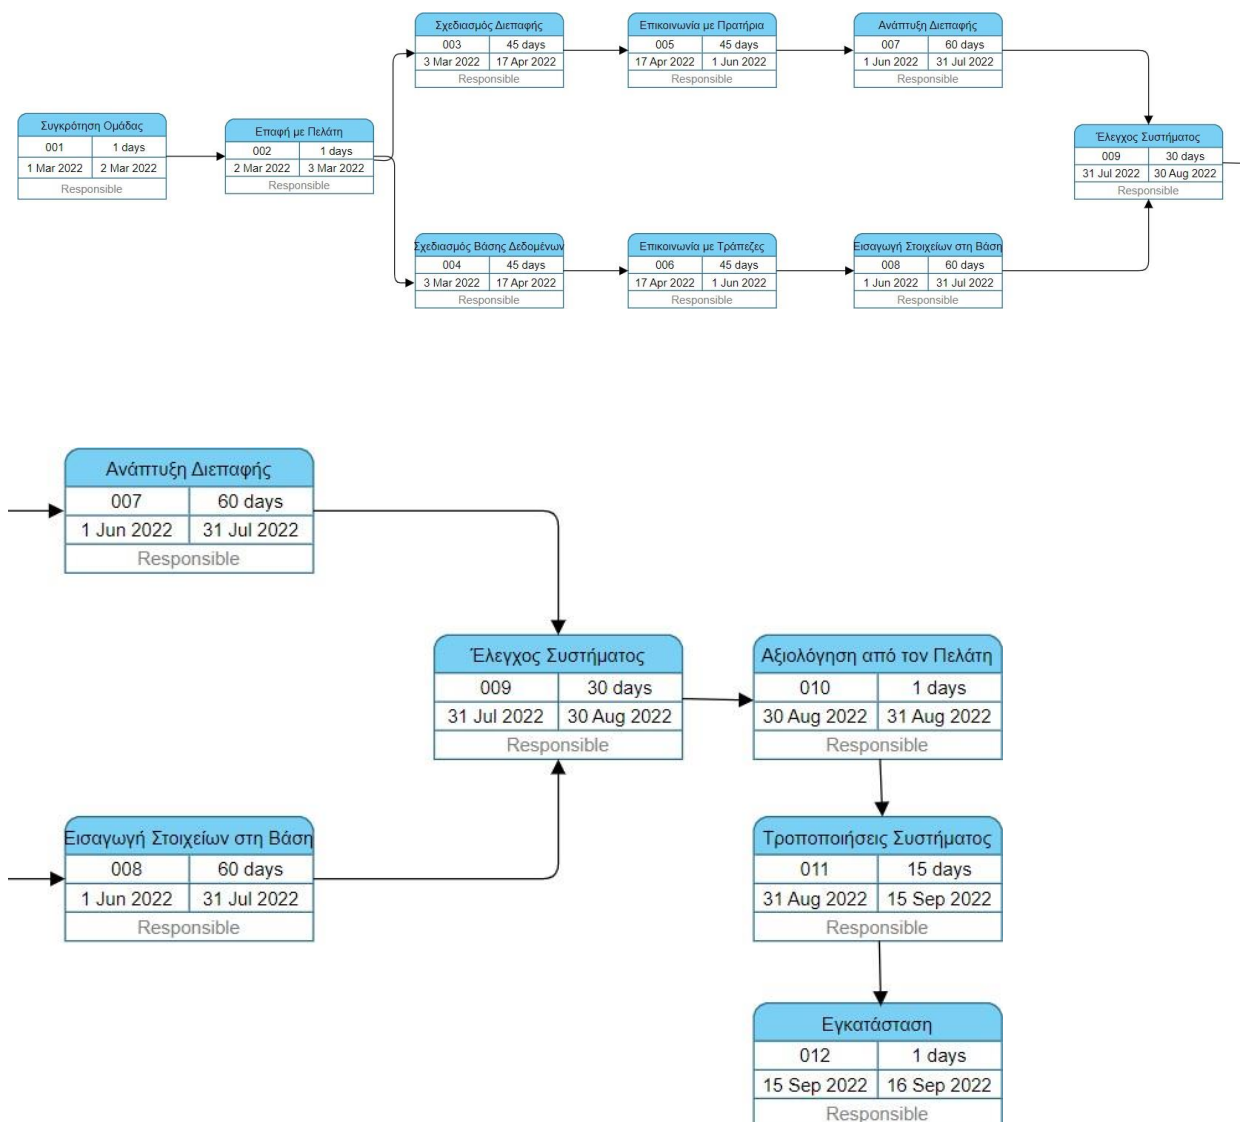 Σχεδιασμός Διεπαφής
003 45 days
3 Mar 2022 17 Apr 2022
Responsible
Επικοινωνία με Πρατήρια
005 45 days
17 Apr 2022 1 Jun 2022
Responsible
Ανάπτυξη Διεπαφής
007 60 days
1 Jun 2022 31 Jul 2022
Responsible
Συγκρότηση Ομάδας
001 1 days
1 Mar 2022 2 Mar 2022
Responsible
Επαφή με Πελάτη
002 1 days
2 Mar 2022 3 Mar 2022
Responsible
Έλεγχος Συστήματος
009 30 days
31 Jul 2022 30 Aug 2022
Responsible
Σχεδιασμός Βάσης Δεδομένων
004 45 days
3 Mar 2022 17 Apr 2022
Responsible
Επικοινωνία με Τράπεζες
006 45 days
17 Apr 2022 1 Jun 2022
Responsible
Εισαγωγή Στοιχείων στη Βάση
008 60 days
1 Jun 2022 31 Jul 2022
Responsible
Ανάπτυξη Διεπαφής
007 60 days
1 Jun 2022 31 Jul 2022
Responsible
Έλεγχος Συστήματος
009 30 days
31 Jul 2022 30 Aug 2022
Responsible
Αξιολόγηση από τον Πελάτη
010 1 days
30 Aug 2022 31 Aug 2022
Responsible
Εισαγωγή Στοιχείων στη Βάση
008 60 days
1 Jun 2022 31 Jul 2022
Responsible
Τροποποιήσεις Συστήματος
011 15 days
31 Aug 2022 15 Sep 2022
Responsible
Εγκατάσταση
012 1 days
15 Sep 2022 16 Sep 2022
Responsible